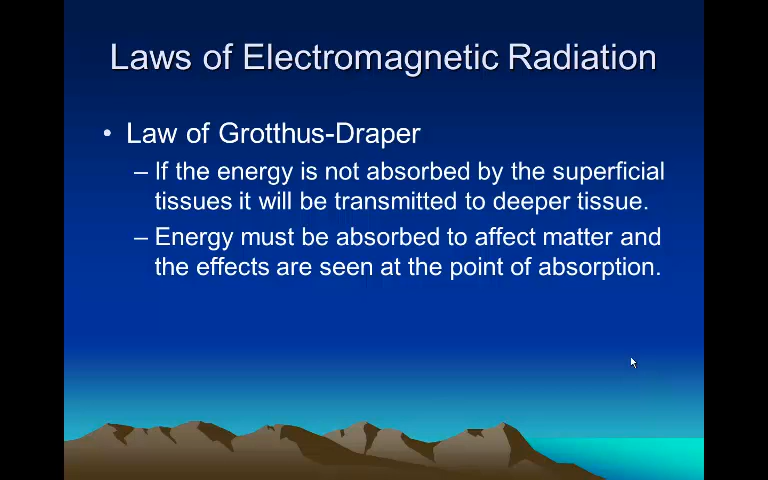 Laws of Electromagnetic Radiation
• Law of Grotthus-Draper
– If the energy is not absorbed by the superficial
tissues it will be transmitted to deeper tissue.
– Energy must be absorbed to affect matter and
the effects are seen at the point of absorption.